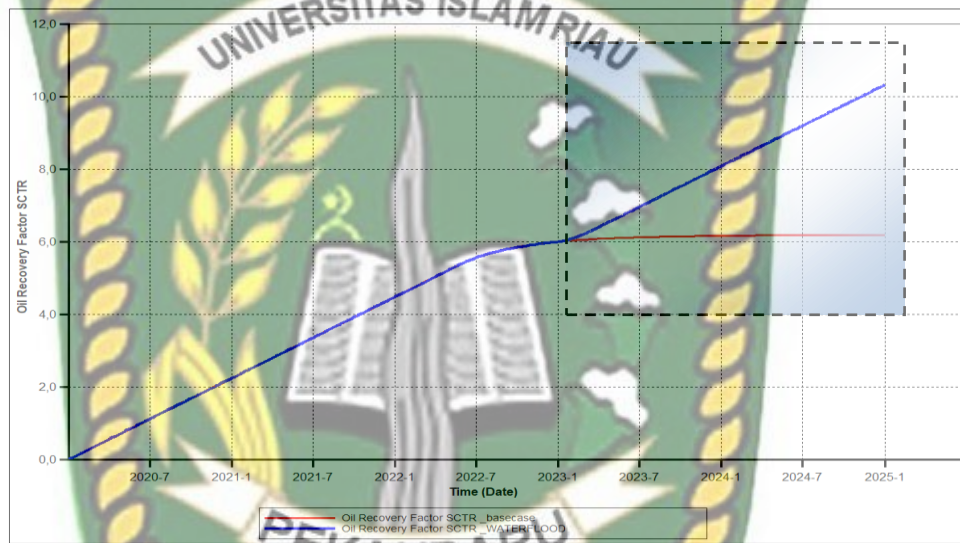 UNIVERSITAS ISLAM RIAU
12,0
10,0
8,0
6,0
4,0
2,0
0,0
Oil Recovery Factor SCTR
2020-7 2021-1 2021-7 2022-1 2022-7 2023-1 2023-7 2024-1 2024-7 2025-1
Time (Date)
Oil Recovery Factor SCTR _basecase
Oil Recovery Factor SCTR _WATERFLOOD
PEKANBARU